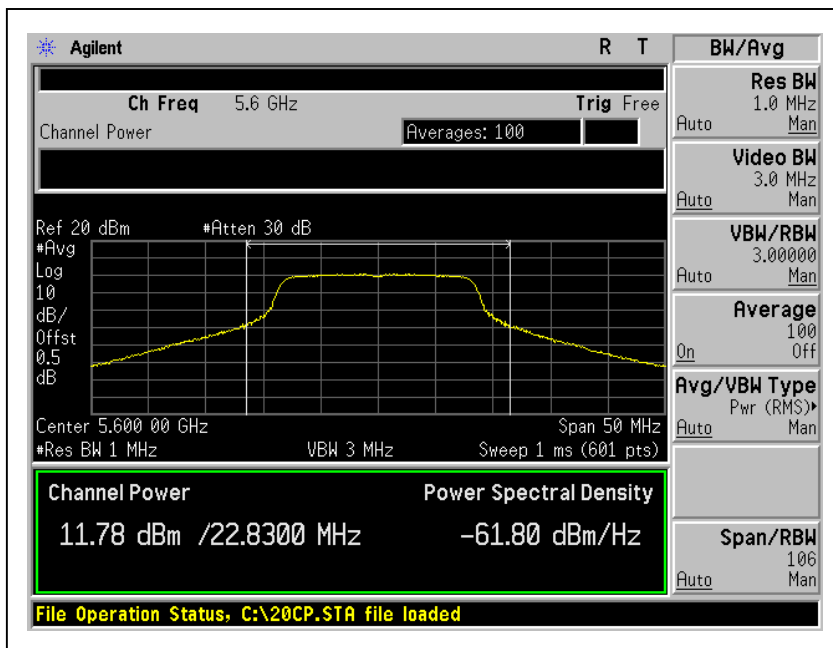 Agilent R T
Ch Freq 5.6 GHz Trig Free
Channel Power Averages: 100
Ref 20 dBm #Atten 30 dB
#Avg
Log
10
dB/
Offst
0.5
dB
Center 5.600 00 GHz Span 50 MHz
#Res BW 1 MHz VBW 3 MHz Sweep 1 ms (601 pts)
Channel Power Power Spectral Density
11.78 dBm /22.8300 MHz -61.80 dBm/Hz
File Operation Status, C:\20CP.STA file loaded
BW/Avg
Res BW
1.0 MHz
Auto Man
Video BW
3.0 MHz
Auto Man
VBW/RBW
3.00000
Auto Man
Average
100
On Off
Avg/VBW Type
Pwr (RMS)▸
Auto Man
Span/RBW
106
Auto Man